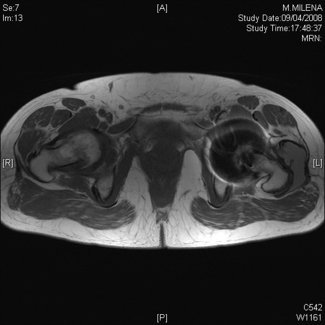 Se:7
Im:13
[A]
M.MILENA
Study Date:09/04/2008
Study Time:17:48:37
MRN:
[R]
[L]
[P]
C542
W1161